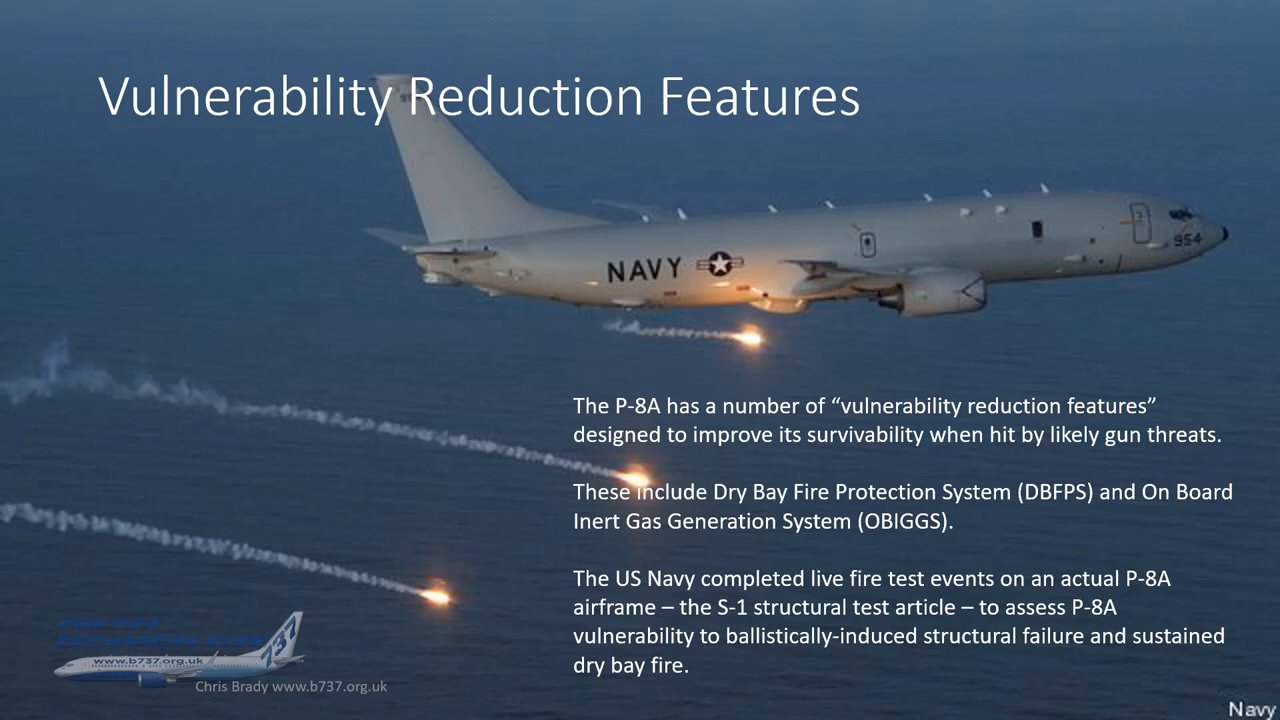 Vulnerability Reduction Features
NAVY
954
The P-8A has a number of “vulnerability reduction features”
designed to improve its survivability when hit by likely gun threats.
These include Dry Bay Fire Protection System (DBFPS) and On Board
Inert Gas Generation System (OBIGGS).
The US Navy completed live fire test events on an actual P-8A
airframe – the S-1 structural test article – to assess P-8A
vulnerability to ballistically-induced structural failure and sustained
dry bay fire.
737
www.b737.org.uk
Chris Brady www.b737.org.uk
Navy